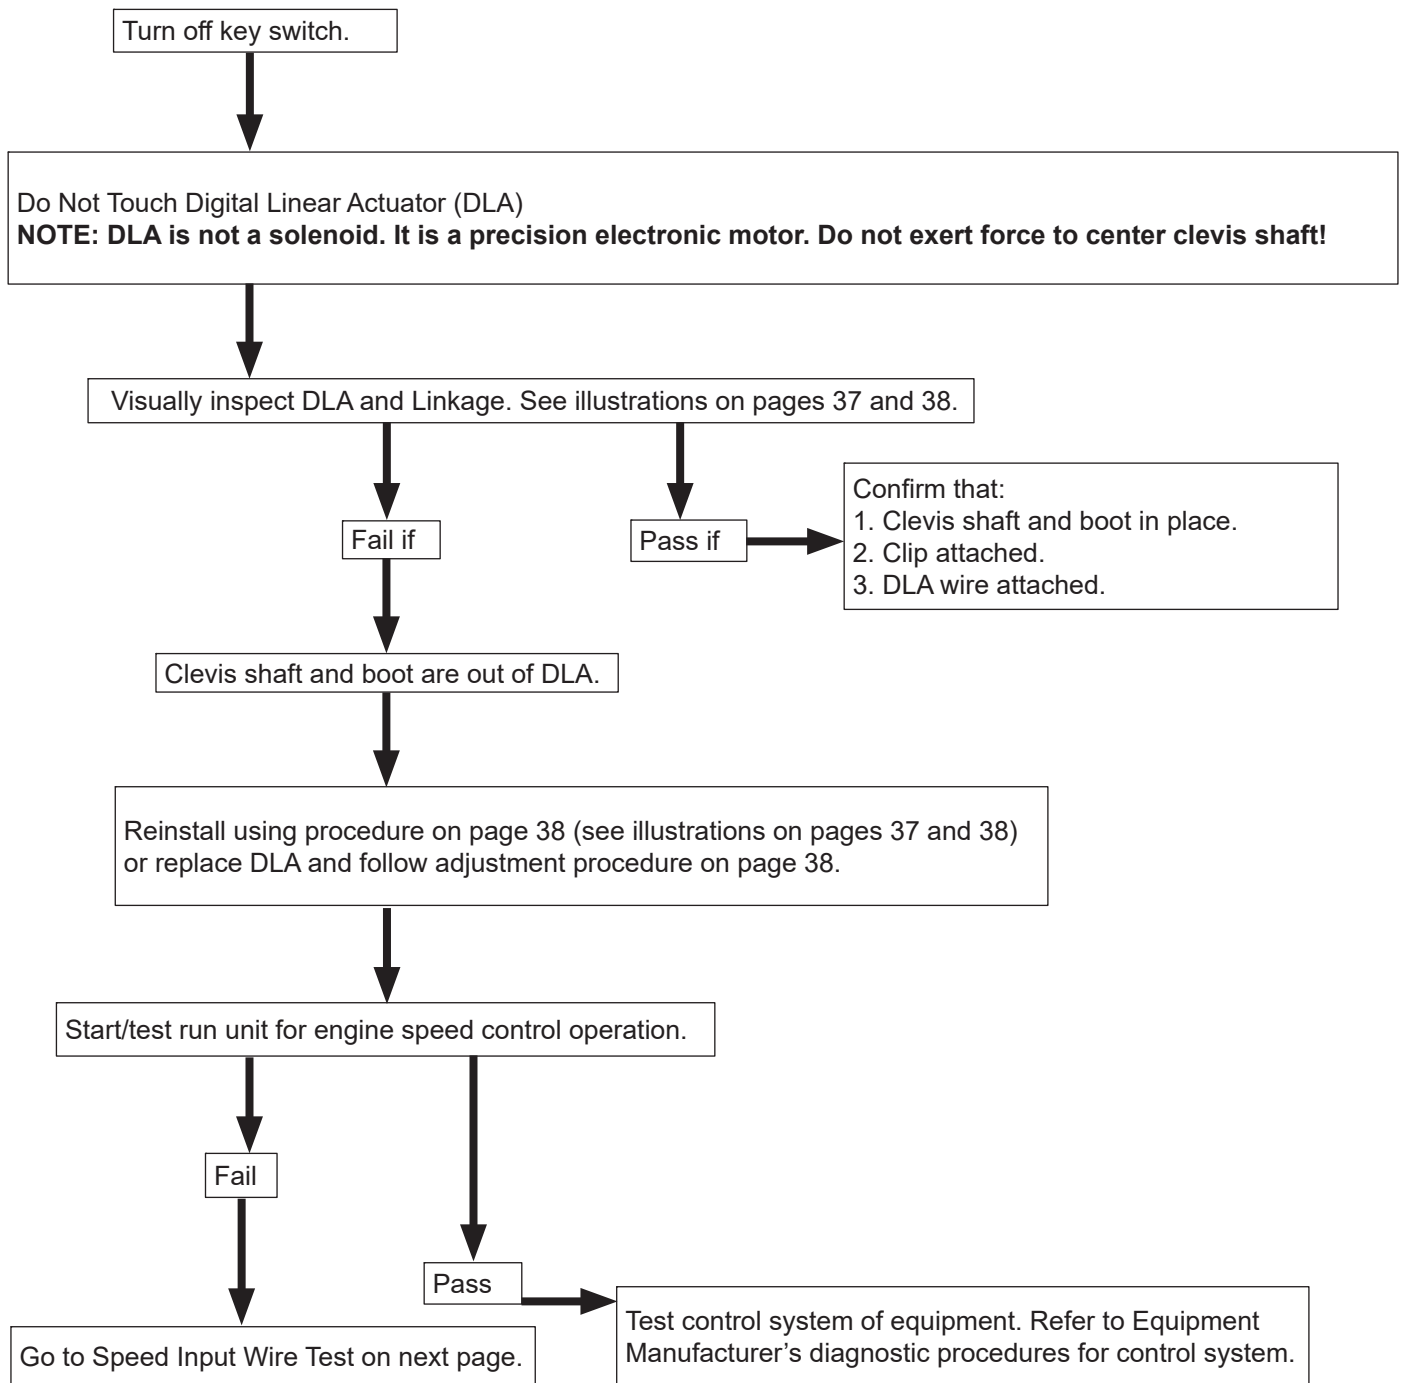 Turn off key switch.
Do Not Touch Digital Linear Actuator (DLA)
NOTE: DLA is not a solenoid. It is a precision electronic motor. Do not exert force to center clevis shaft!
Visually inspect DLA and Linkage. See illustrations on pages 37 and 38.
Fail if
Pass if
Confirm that:
1. Clevis shaft and boot in place.
2. Clip attached.
3. DLA wire attached.
Clevis shaft and boot are out of DLA.
Reinstall using procedure on page 38 (see illustrations on pages 37 and 38)
or replace DLA and follow adjustment procedure on page 38.
Start/test run unit for engine speed control operation.
Fail
Pass
Go to Speed Input Wire Test on next page.
Test control system of equipment. Refer to Equipment
Manufacturer’s diagnostic procedures for control system.